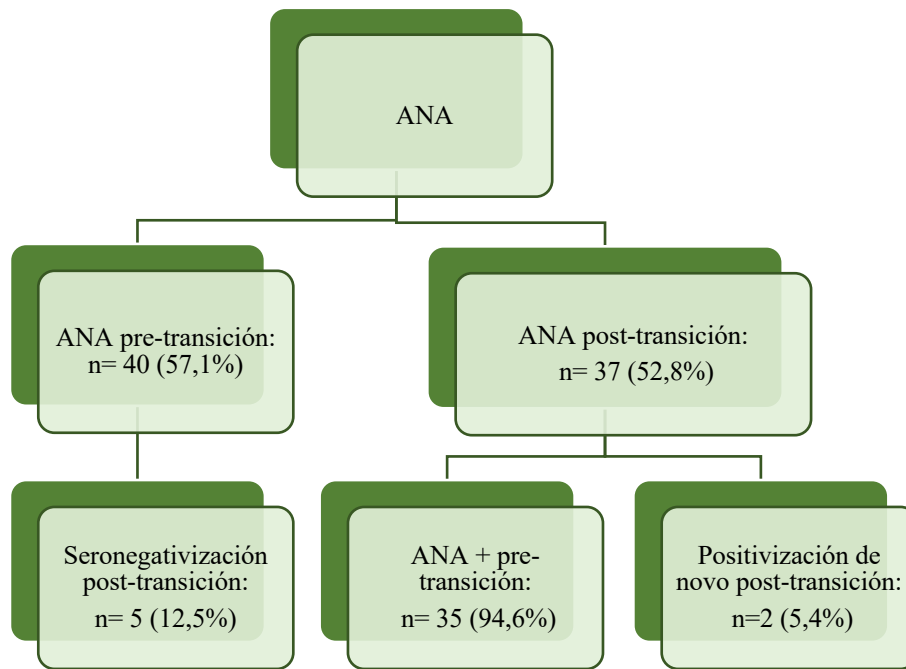 ANA
ANA pre-transición:
n= 40 (57,1%)
ANA post-transición:
n= 37 (52,8%)
Seronegativización
post-transición:
n= 5 (12,5%)
ANA + pre-
transición:
n= 35 (94,6%)
Positivización de
novo post-transición:
n=2 (5,4%)